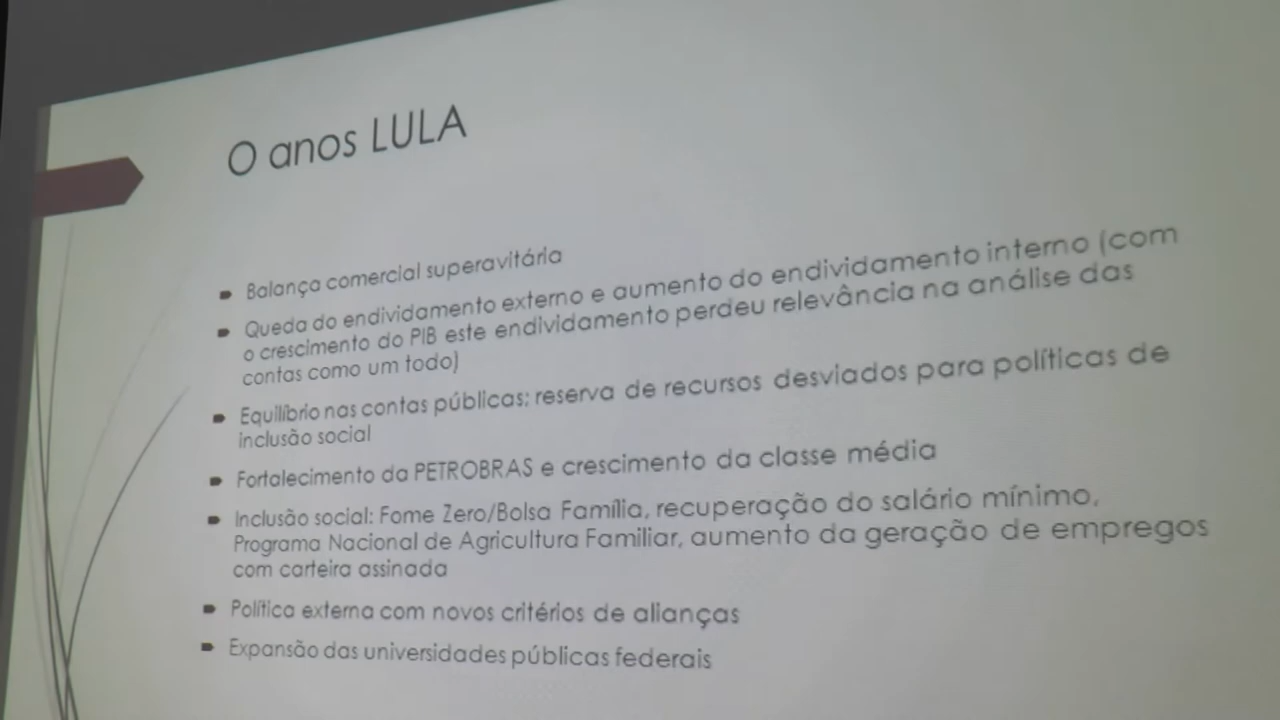 O anos LULA
Balança comercial superavitária
Queda do endividamento externo e aumento do endividamento interno (com
o crescimento do PIB este endividamento perdeu relevância na análise das
contas como um todo)
Equilíbrio nas contas públicas: reserva de recursos desviados para políticas de
inclusão social
Fortalecimento da PETROBRAS e crescimento da classe média
Inclusão social: Fome Zero/Bolsa Família, recuperação do salário mínimo,
Programa Nacional de Agricultura Familiar, aumento da geração de empregos
com carteira assinada
Política externa com novos critérios de alianças
Expansão das universidades públicas federais